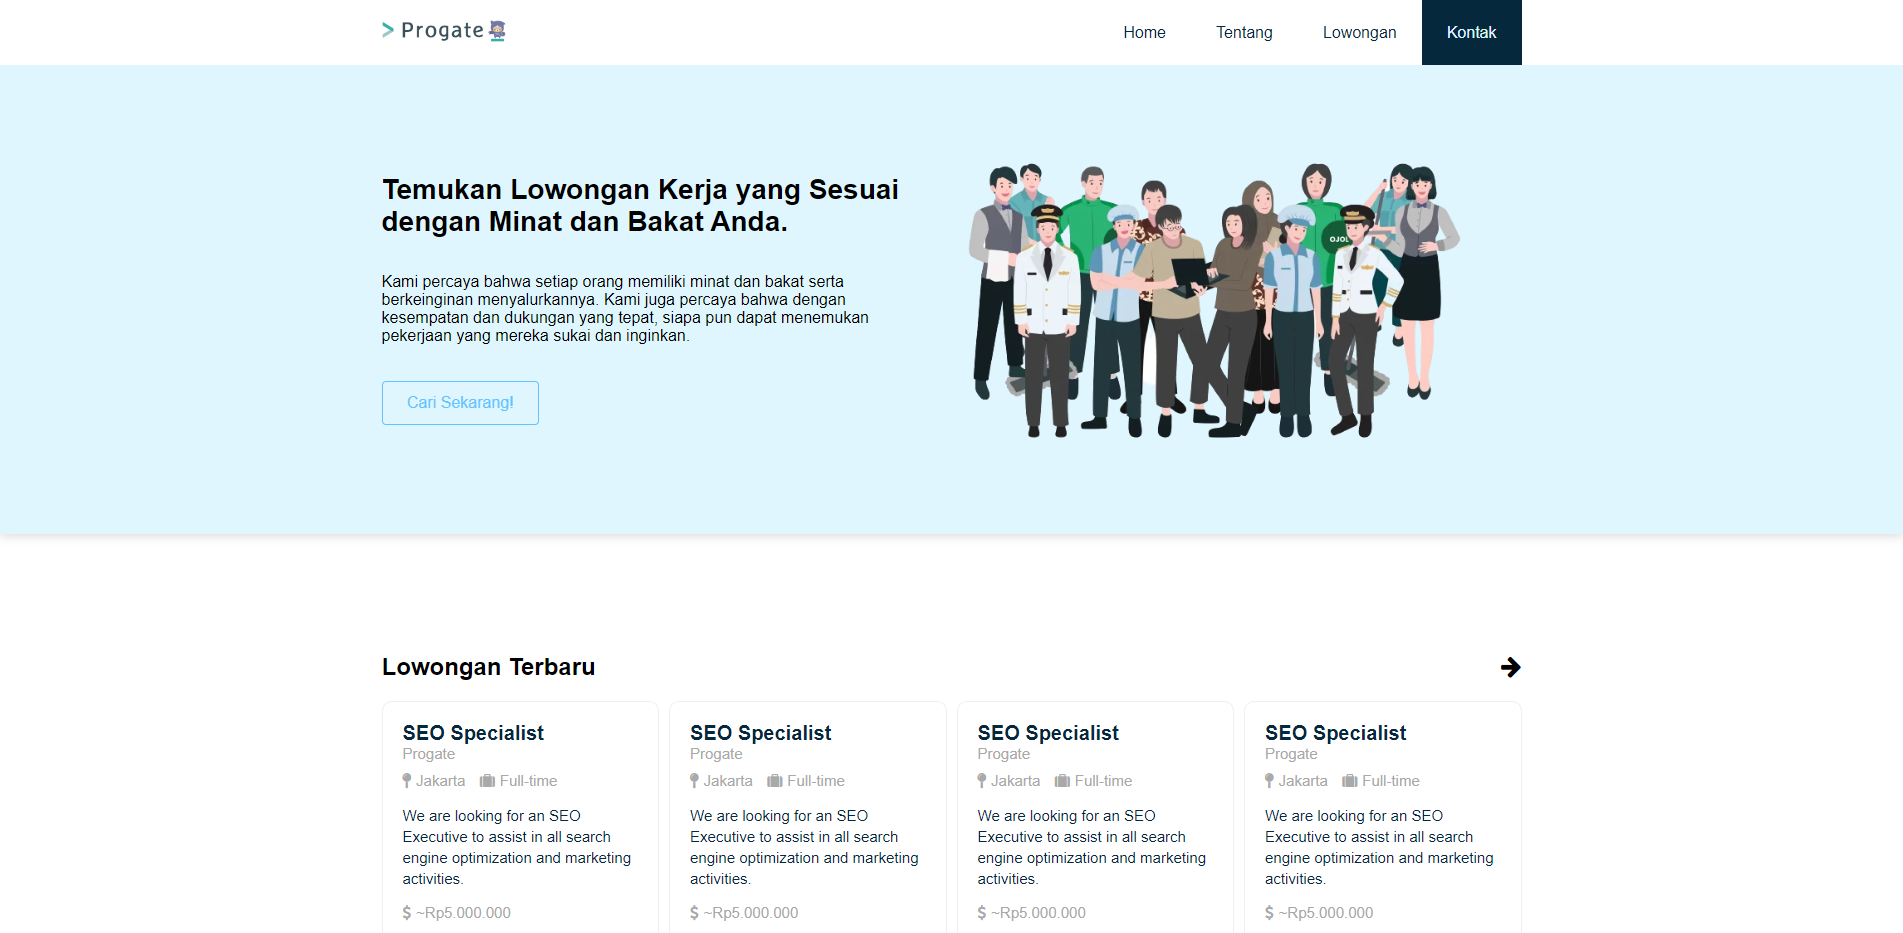 > Progate
Home Tentang Lowongan Kontak
Temukan Lowongan Kerja yang Sesuai
dengan Minat dan Bakat Anda.
Kami percaya bahwa setiap orang memiliki minat dan bakat serta
berkeinginan menyalurkannya. Kami juga percaya bahwa dengan
kesempatan dan dukungan yang tepat, siapa pun dapat menemukan
pekerjaan yang mereka sukai dan inginkan.
Cari Sekarang!
OJOL
Lowongan Terbaru
SEO Specialist
Progate
Jakarta Full-time
We are looking for an SEO
Executive to assist in all search
engine optimization and marketing
activities.
$ ~Rp5.000.000
SEO Specialist
Progate
Jakarta Full-time
We are looking for an SEO
Executive to assist in all search
engine optimization and marketing
activities.
$ ~Rp5.000.000
SEO Specialist
Progate
Jakarta Full-time
We are looking for an SEO
Executive to assist in all search
engine optimization and marketing
activities.
$ ~Rp5.000.000
SEO Specialist
Progate
Jakarta Full-time
We are looking for an SEO
Executive to assist in all search
engine optimization and marketing
activities.
$ ~Rp5.000.000